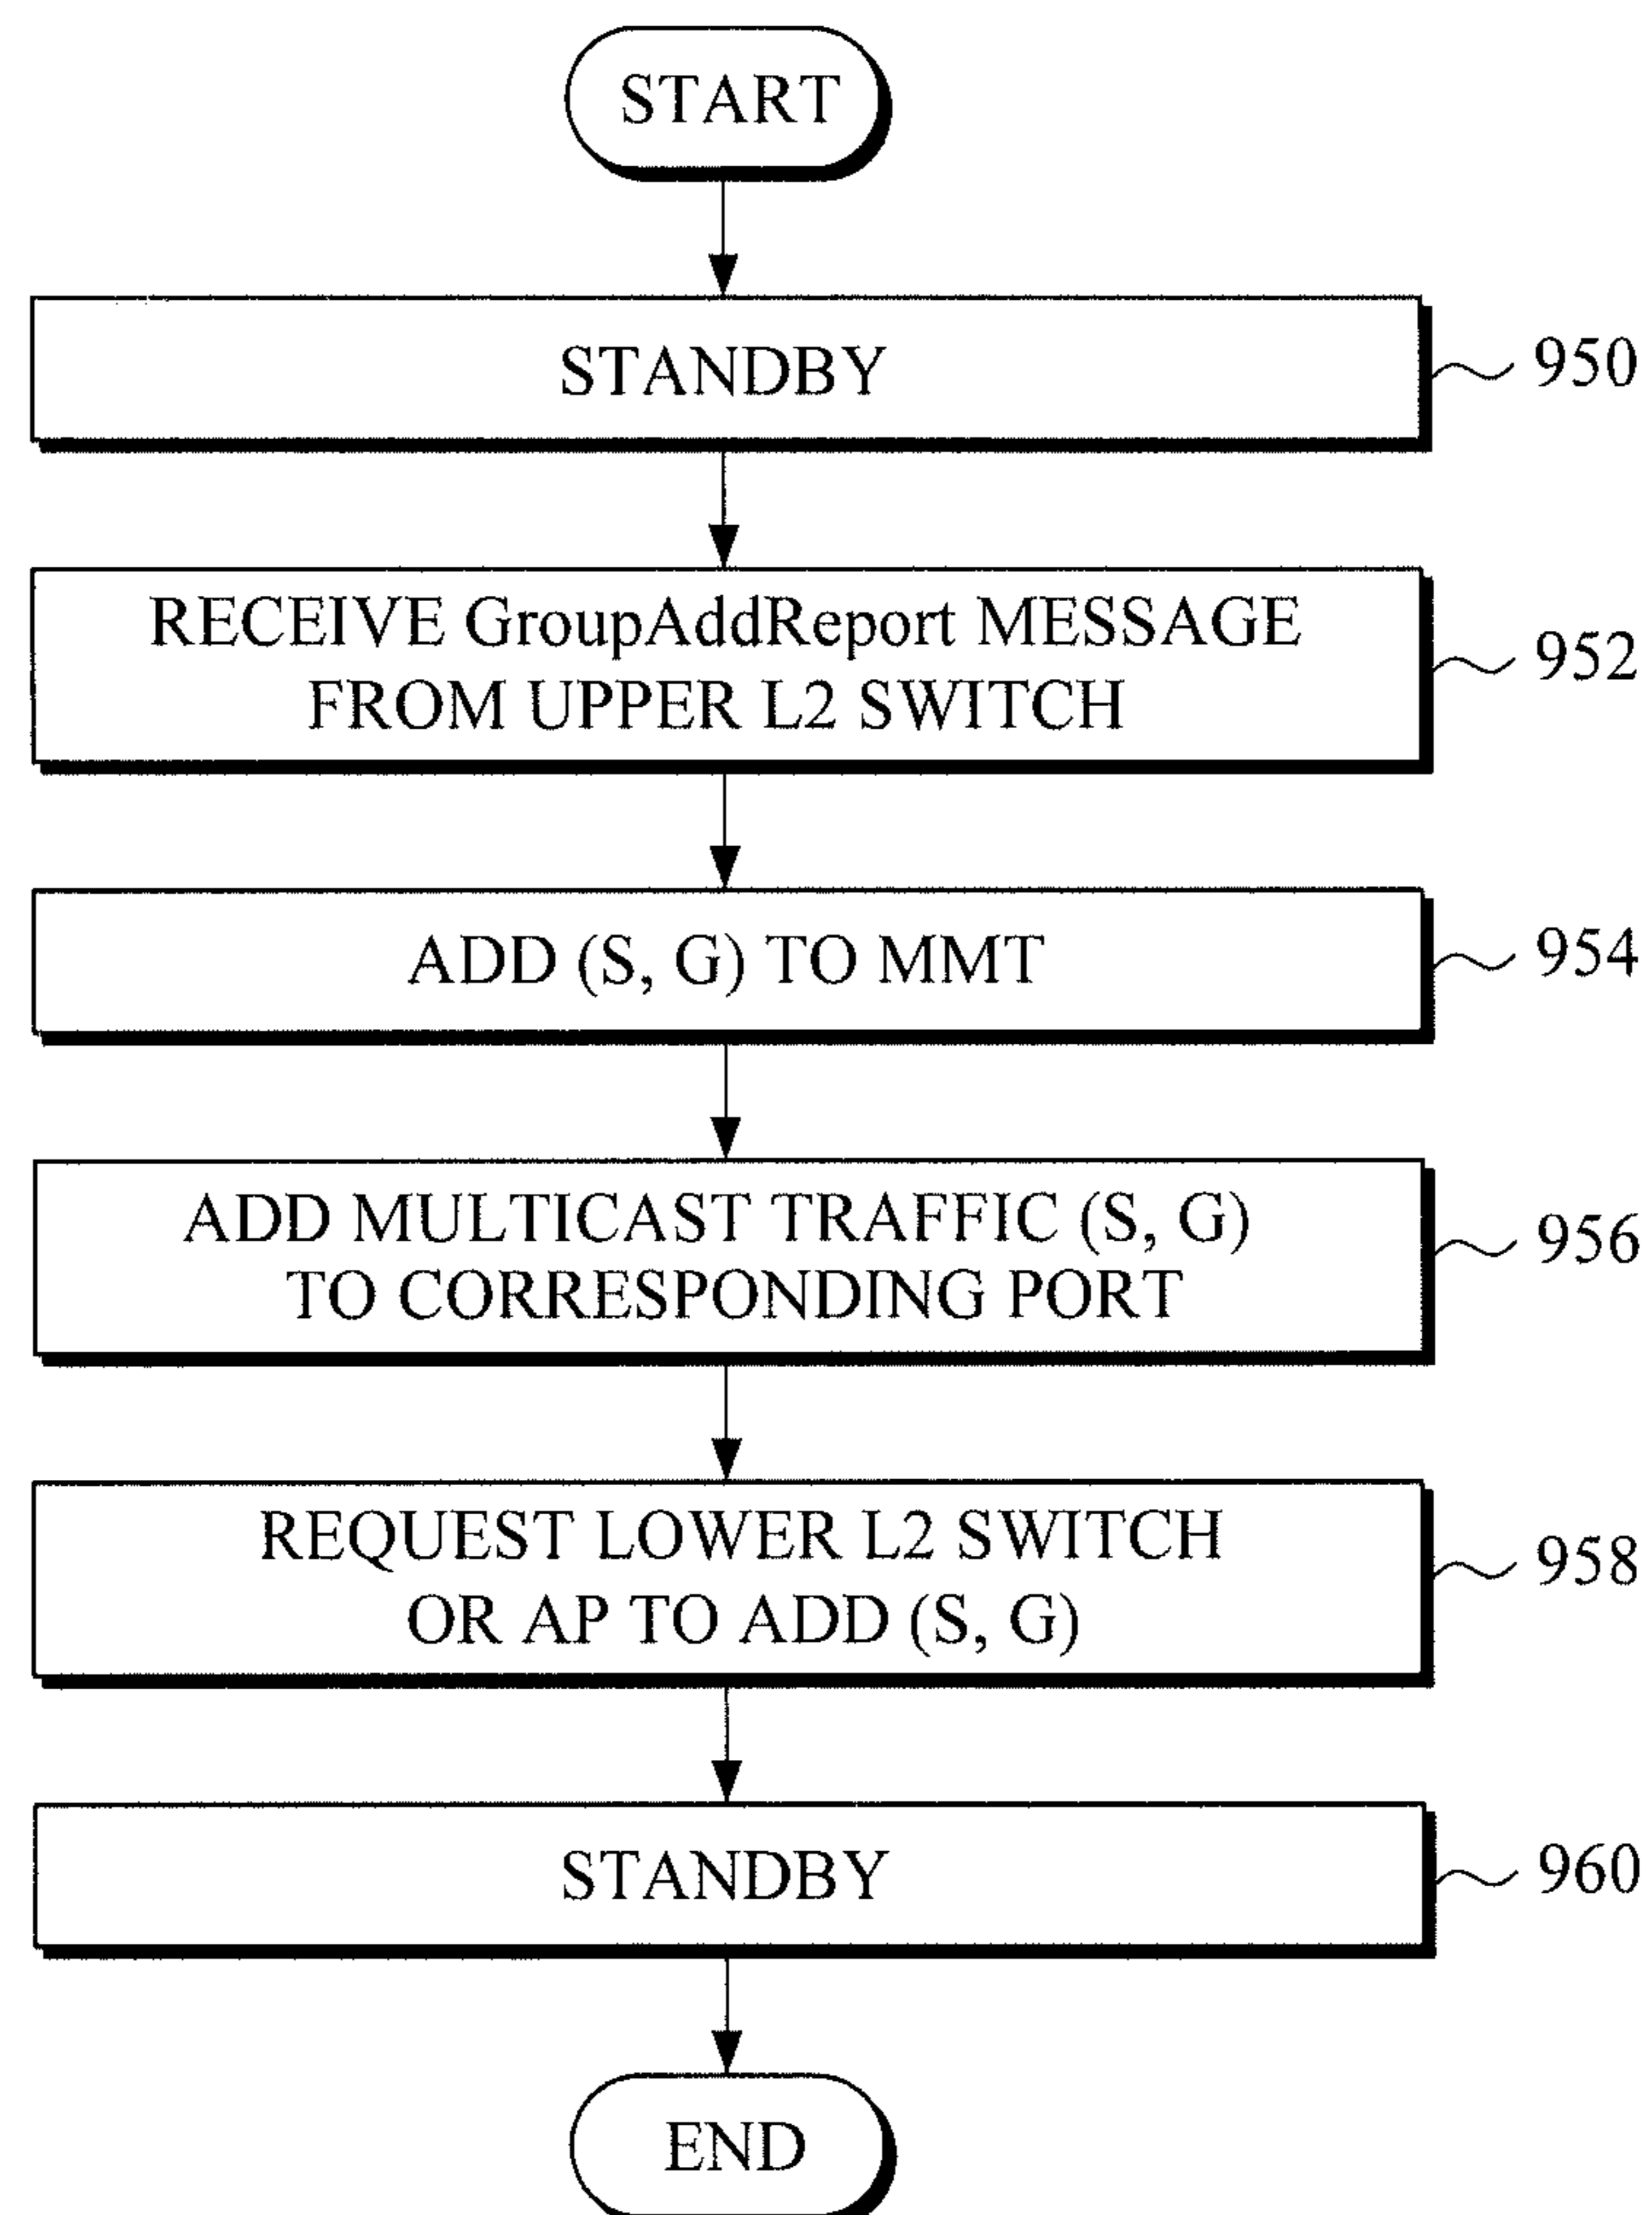 START
STANDBY
950
RECEIVE GroupAddReport MESSAGE
FROM UPPER L2 SWITCH
952
ADD (S, G) TO MMT
954
ADD MULTICAST TRAFFIC (S, G)
TO CORRESPONDING PORT
956
REQUEST LOWER L2 SWITCH
OR AP TO ADD (S, G)
958
STANDBY
960
END